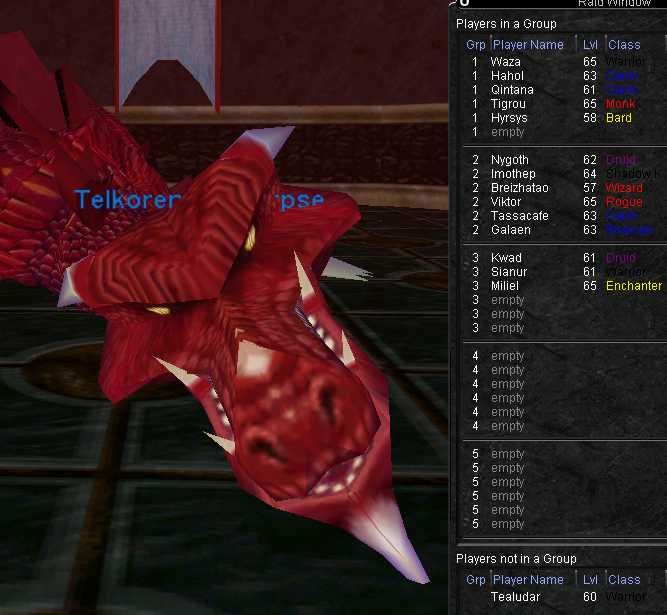 Raid Window
Players in a Group
Grp Player Name Lvl Class
1 Waza 65 Warrior
1 Hahol 63
1 Qintana 61
1 Tigrou 65 Monk
1 Hyrsys 58 Bard
1 empty
2 Nygoth 62 Druid
2 Imothep 64 Shadow K
2 Breizhatao 57 Wizard
2 Viktor 65 Rogue
2 Tassacafe 63
2 Galaen 63 Shaman
3 Kwad 61 Druid
3 Sianur 61 Warrior
3 Miliel 65 Enchanter
3 empty
3 empty
3 empty
4 empty
4 empty
4 empty
4 empty
4 empty
4 empty
5 empty
5 empty
5 empty
5 empty
5 empty
5 empty
Players not in a Group
Grp Player Name Lvl Class
Tealudar 60 Warrior
Telkoren rpse